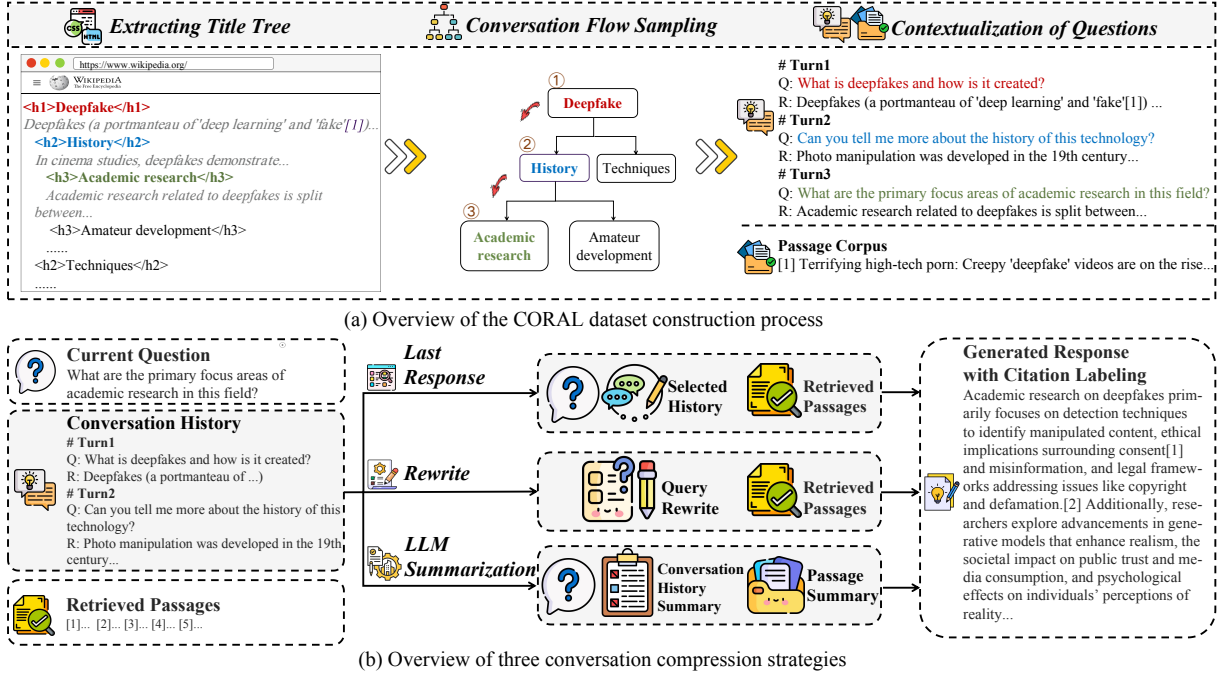 Extracting Title Tree
Conversation Flow Sampling
Contextualization of Questions
CSS
HTML
https://www.wikipedia.org/
WIKIPEDIA
The Free Encyclopedia
<h1>Deepfake</h1>
Deepfakes (a portmanteau of 'deep learning' and 'fake'[1])...
<h2>History</h2>
In cinema studies, deepfakes demonstrate...
<h3>Academic research</h3>
Academic research related to deepfakes is split
between...
<h3>Amateur development</h3>
......
<h2>Techniques</h2>
......
①
Deepfake
②
History
Techniques
③
Academic
research
Amateur
development
# Turn1
Q: What is deepfakes and how is it created?
R: Deepfakes (a portmanteau of 'deep learning' and 'fake'[1]) ...
# Turn2
Q: Can you tell me more about the history of this technology?
R: Photo manipulation was developed in the 19th century...
# Turn3
Q: What are the primary focus areas of academic research in this field?
R: Academic research related to deepfakes is split between...
Passage Corpus
[1] Terrifying high-tech porn: Creepy 'deepfake' videos are on the rise...
(a) Overview of the CORAL dataset construction process
Current Question
What are the primary focus areas of
academic research in this field?
Conversation History
# Turn1
Q: What is deepfakes and how is it created?
R: Deepfakes (a portmanteau of ...)
# Turn2
Q: Can you tell me more about the history of this
technology?
R: Photo manipulation was developed in the 19th
century...
Retrieved Passages
[1]... [2]... [3]... [4]... [5]...
Last
Response
Selected
History
Retrieved
Passages
Rewrite
Query
Rewrite
Retrieved
Passages
LLM
Summarization
Conversation
History
Summary
Passage
Summary
Generated Response
with Citation Labeling
Academic research on deepfakes prim-
arily focuses on detection techniques
to identify manipulated content, ethical
implications surrounding consent[1]
and misinformation, and legal framew-
orks addressing issues like copyright
and defamation.[2] Additionally, rese-
archers explore advancements in gene-
rative models that enhance realism, the
societal impact on public trust and me-
dia consumption, and psychological
effects on individuals' perceptions of
reality...
(b) Overview of three conversation compression strategies